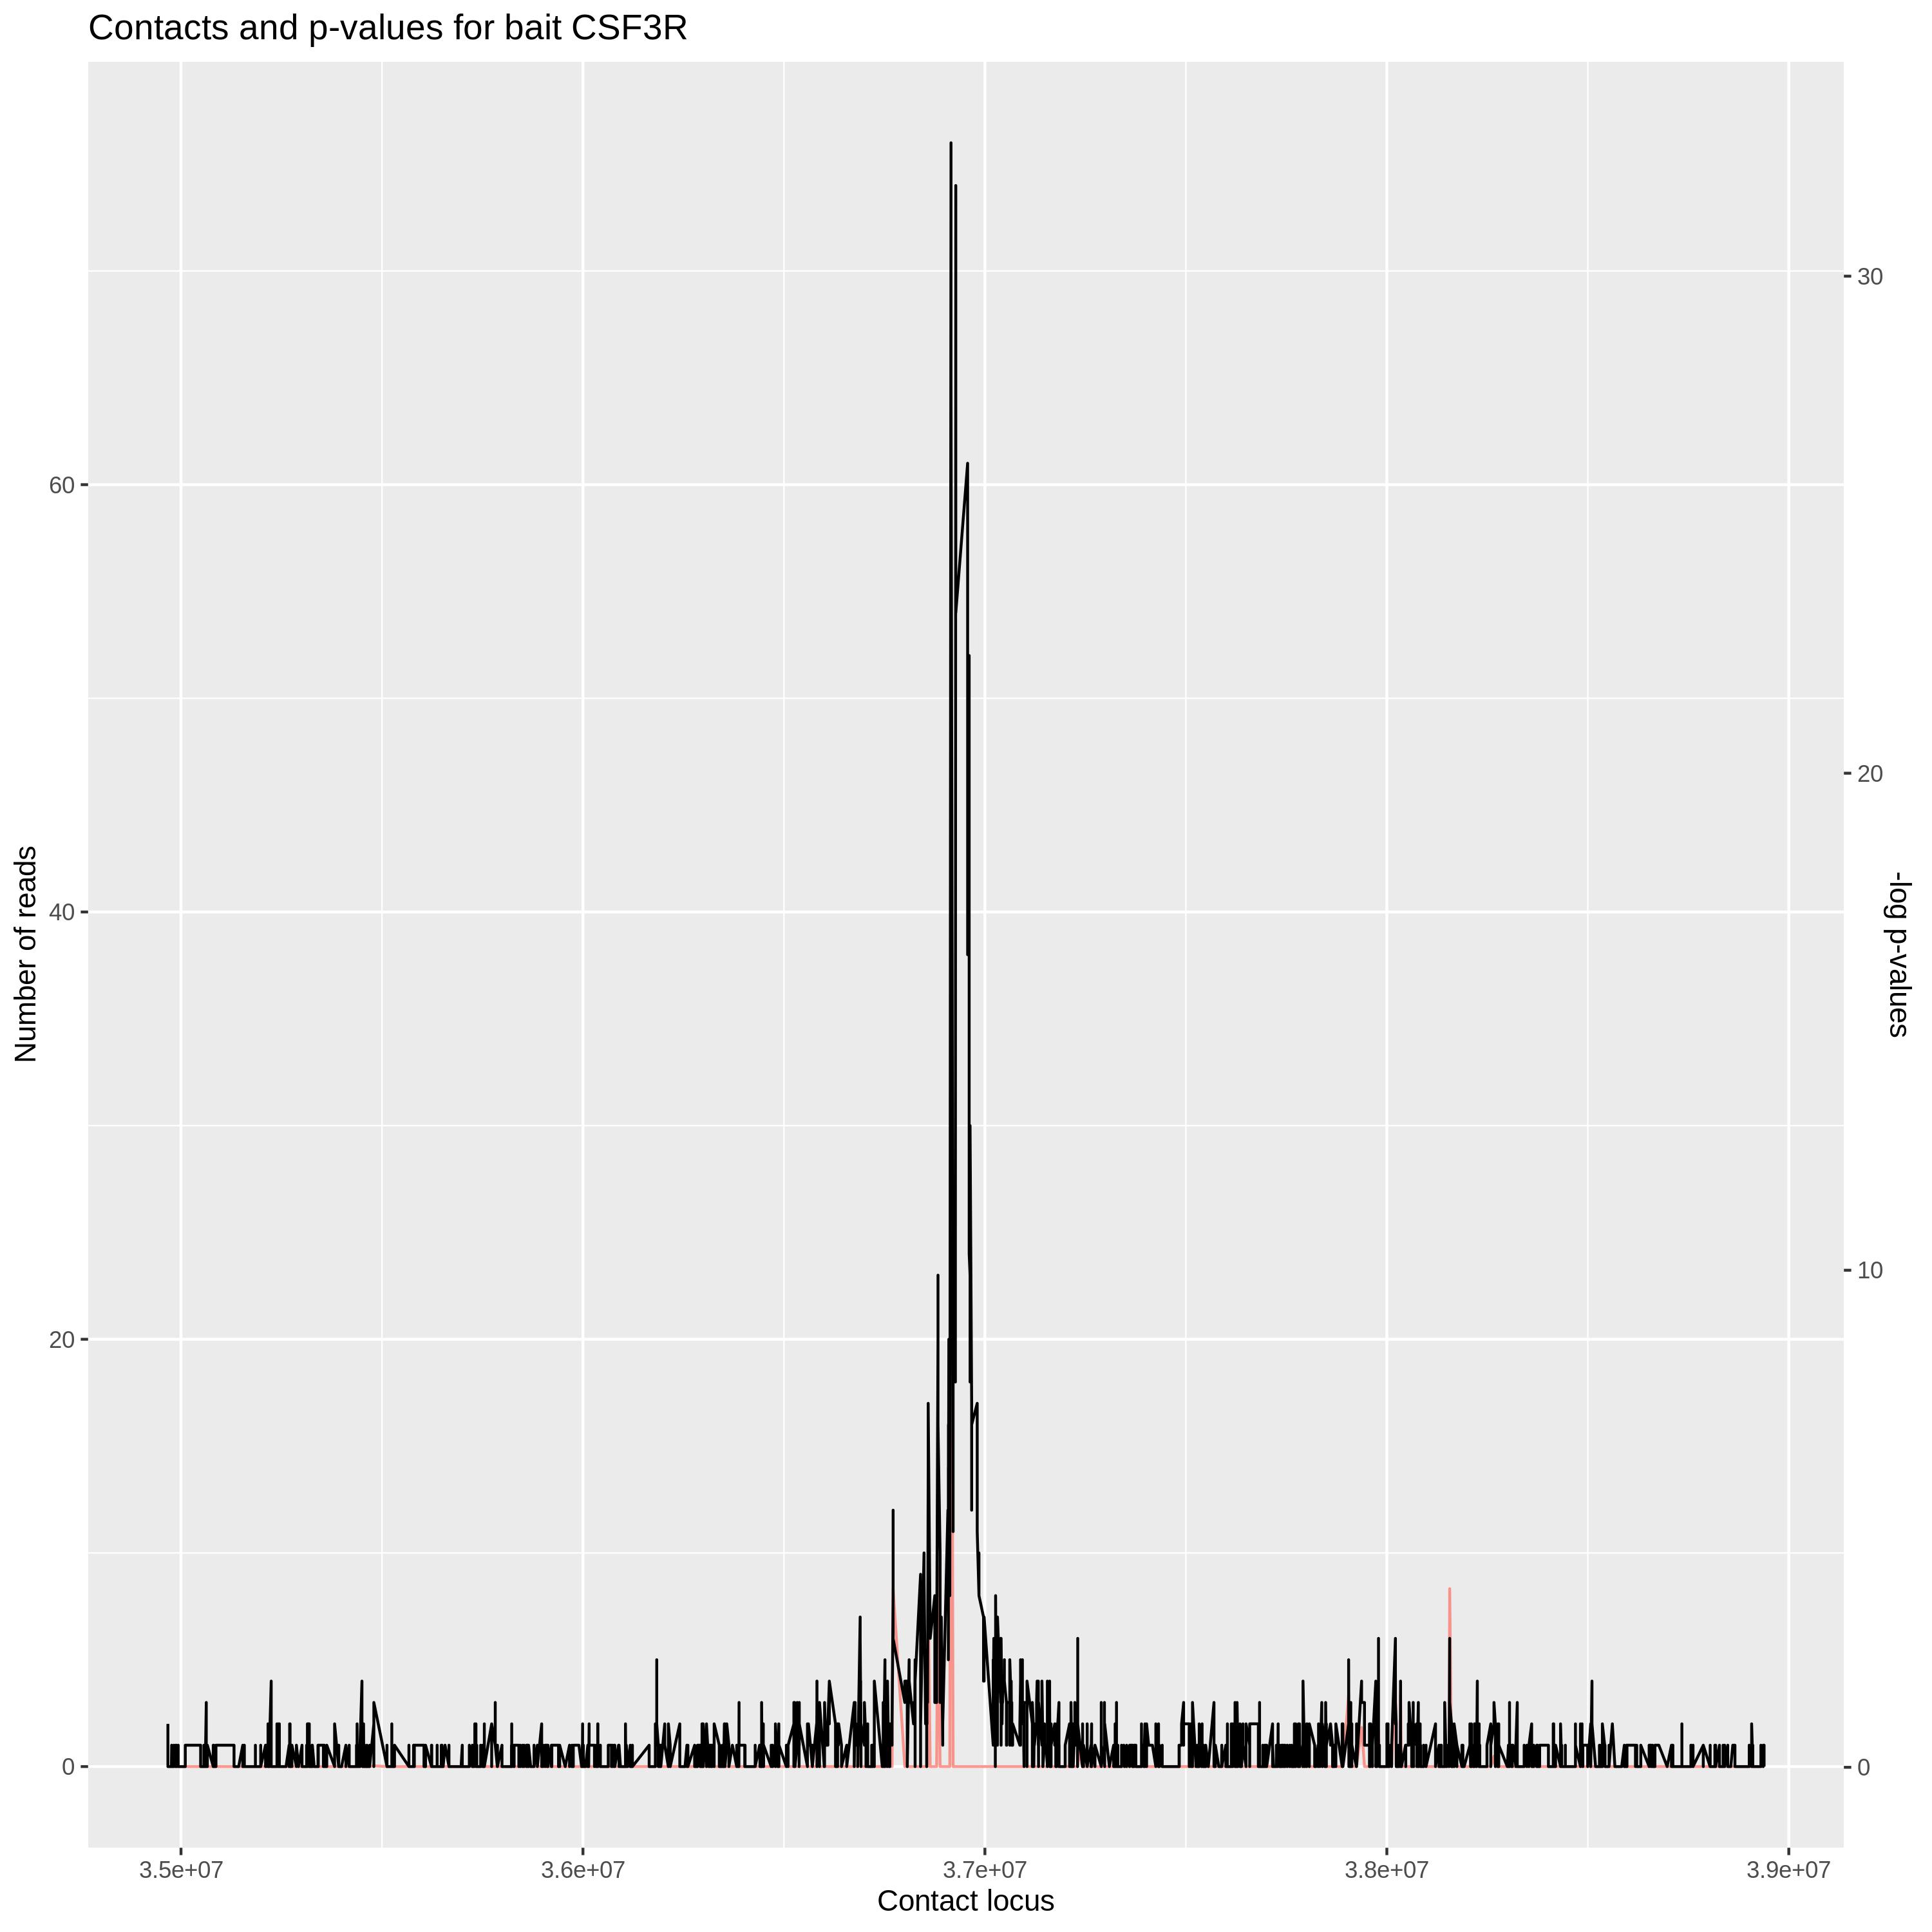 Contacts and p-values for bait CSF3R
Number of reads
60
40
20
0
30
20
10
0
-log p-values
3.5e+07 3.6e+07 3.7e+07 3.8e+07 3.9e+07
Contact locus